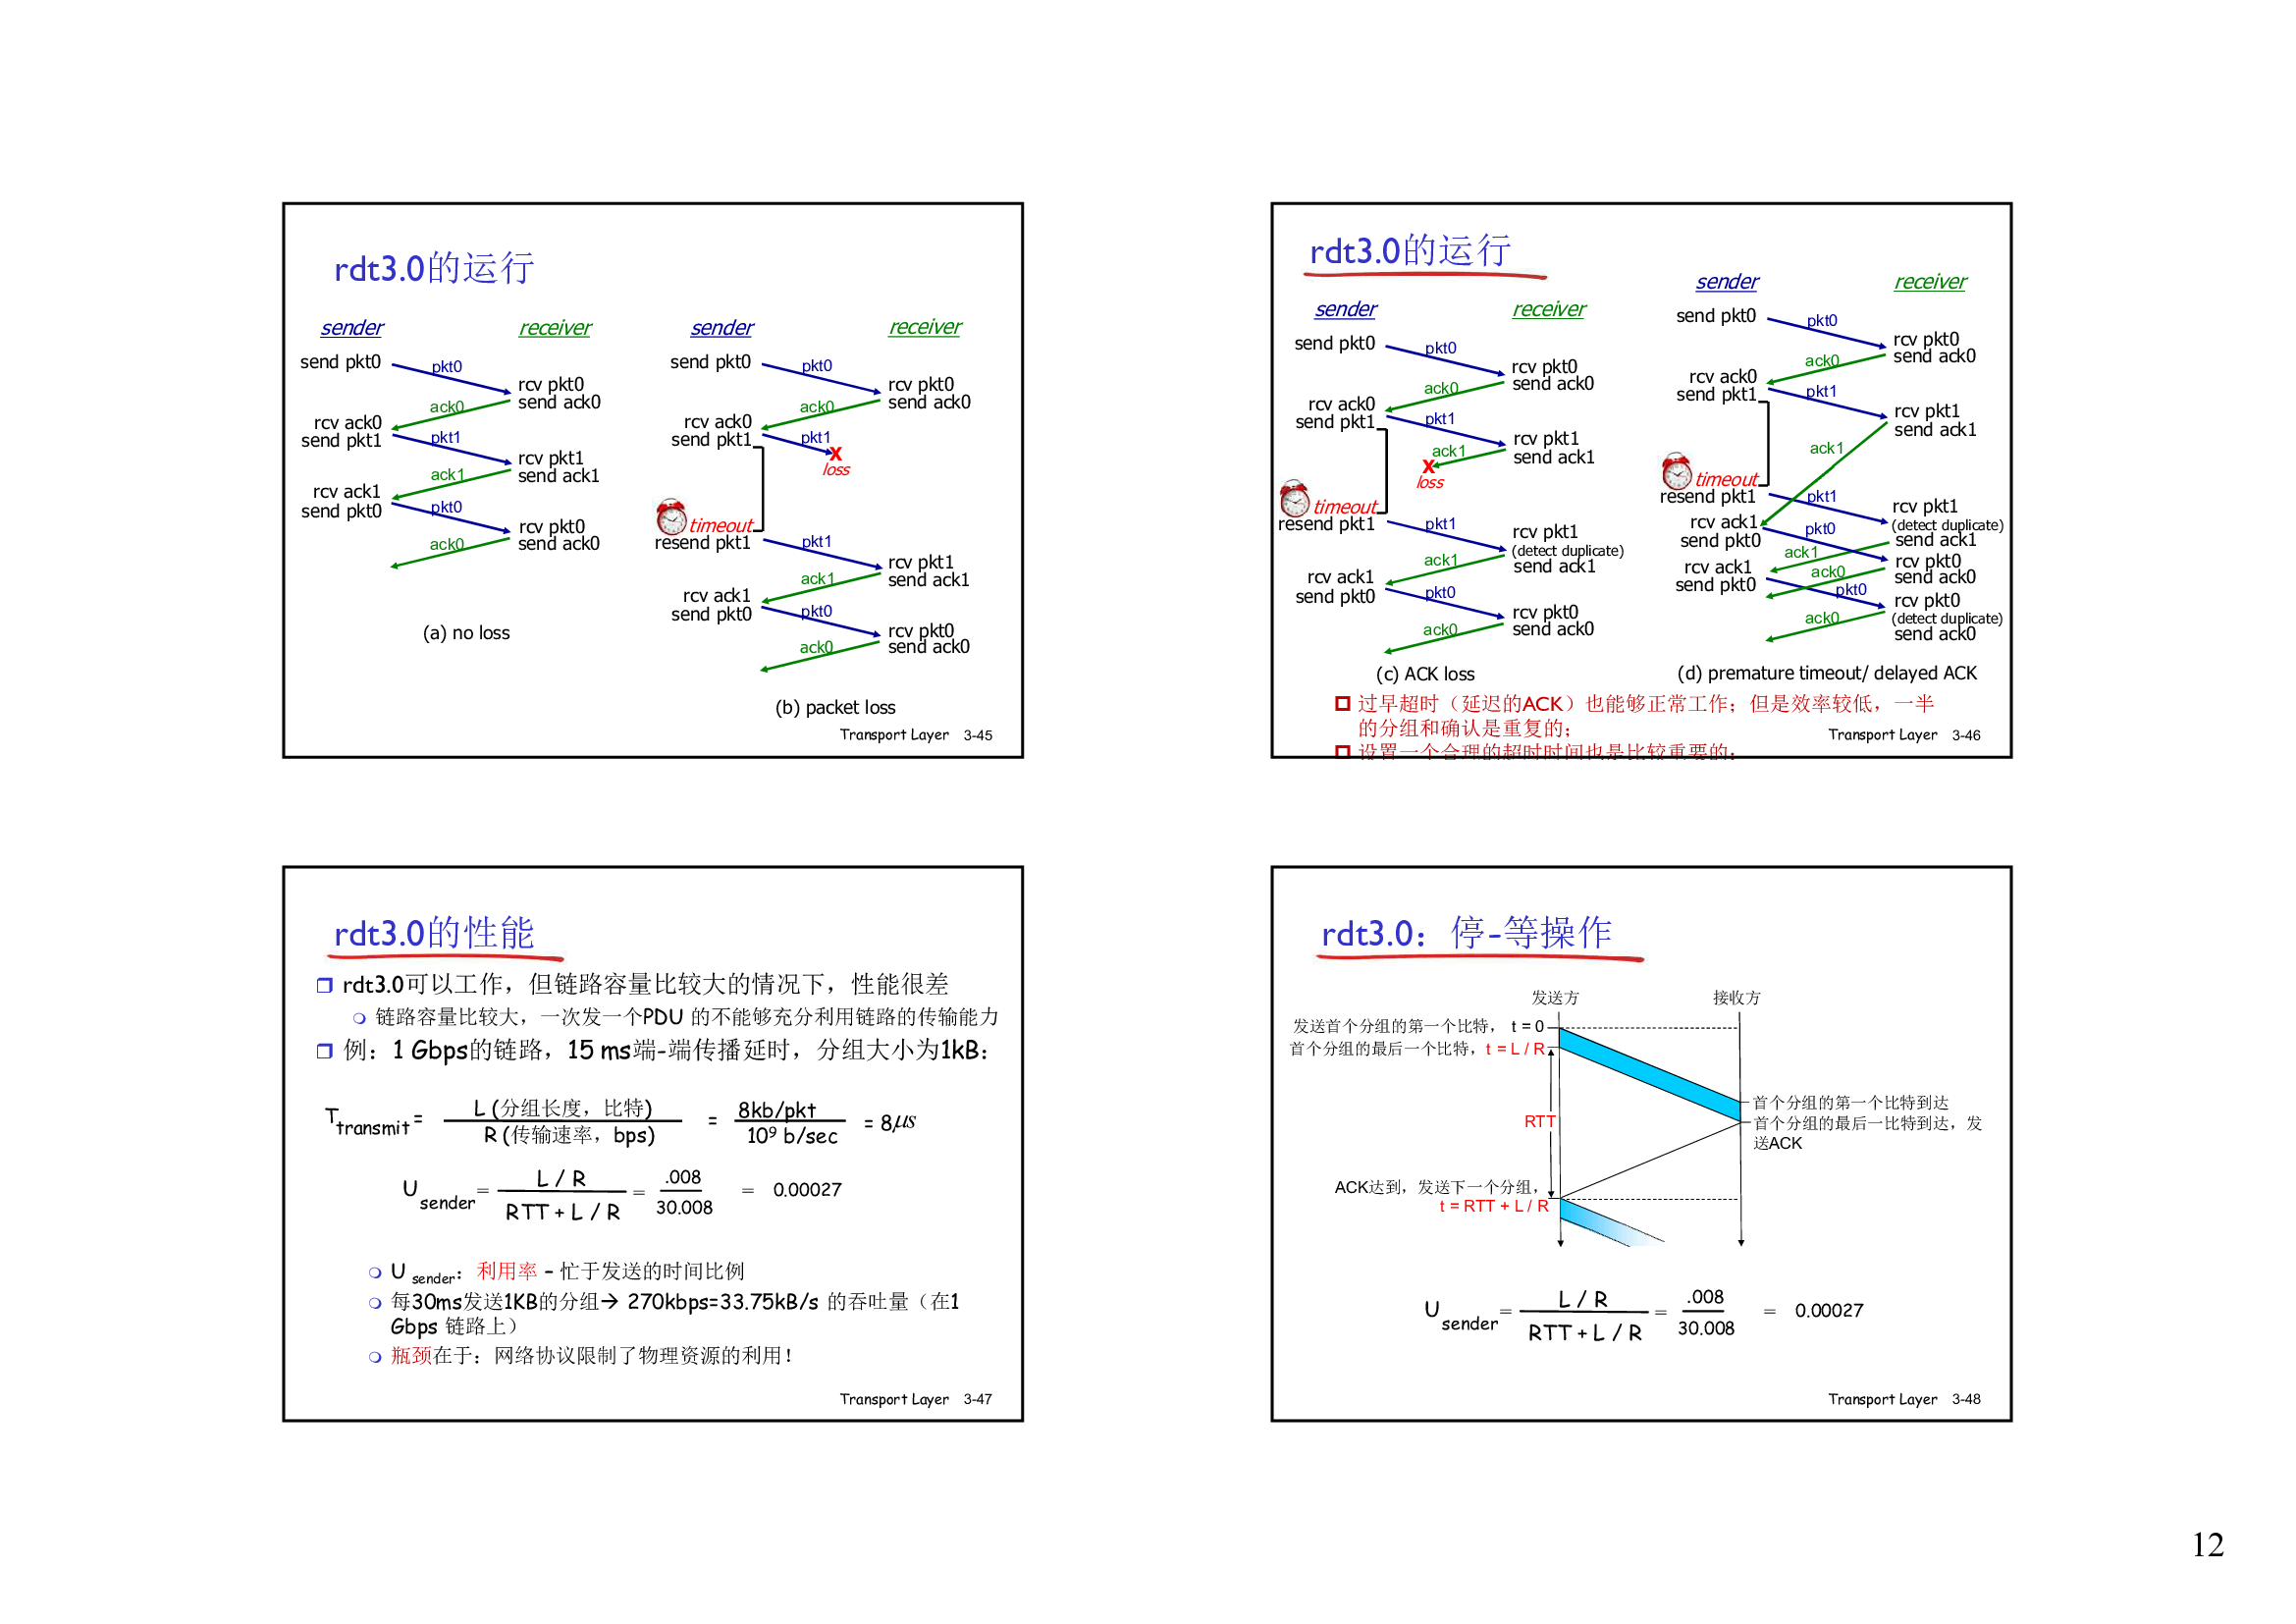 rdt3.0的运行
sender receiver
send pkt0
pkt0
rcv pkt0
send ack0
ack0
rcv ack0
send pkt1
pkt1
rcv pkt1
send ack1
ack1
rcv ack1
send pkt0
pkt0
rcv pkt0
send ack0
ack0
(a) no loss
sender receiver
send pkt0
pkt0
rcv pkt0
send ack0
ack0
rcv ack0
send pkt1
pkt1
X
loss
timeout
resend pkt1
pkt1
rcv pkt1
send ack1
ack1
rcv ack1
send pkt0
pkt0
rcv pkt0
send ack0
ack0
(b) packet loss
Transport Layer 3-45
rdt3.0的运行
sender receiver
send pkt0
pkt0
rcv pkt0
send ack0
ack0
rcv ack0
send pkt1
pkt1
rcv pkt1
send ack1
ack1
X
loss
timeout
resend pkt1
pkt1
rcv pkt1
(detect duplicate)
send ack1
ack1
rcv ack1
send pkt0
pkt0
rcv pkt0
send ack0
ack0
(c) ACK loss
sender receiver
send pkt0
pkt0
rcv pkt0
send ack0
ack0
rcv ack0
send pkt1
pkt1
rcv pkt1
send ack1
ack1
timeout
resend pkt1
pkt1
rcv pkt1
(detect duplicate)
send ack1
rcv ack1
send pkt0
pkt0
ack1
rcv pkt0
send ack0
rcv ack1
send pkt0
ack0
pkt0
rcv pkt0
(detect duplicate)
send ack0
ack0
(d) premature timeout/ delayed ACK
过早超时（延迟的ACK）也能够正常工作；但是效率较低，一半
的分组和确认是重复的；
设置一个合理的超时时间也是比较重要的；
Transport Layer 3-46
rdt3.0的性能
rdt3.0可以工作，但链路容量比较大的情况下，性能很差
链路容量比较大，一次发一个PDU 的不能够充分利用链路的传输能力
例：1 Gbps的链路，15 ms端-端传播延时，分组大小为1kB：
T transmit = L (分组长度，比特) / R (传输速率，bps) = 8kb/pkt / 10⁹ b/sec = 8μs
U sender = L / R / RTT + L / R = .008 / 30.008 = 0.00027
U sender：利用率 – 忙于发送的时间比例
每30ms发送1KB的分组→ 270kbps=33.75kB/s 的吞吐量（在1
Gbps 链路上）
瓶颈在于：网络协议限制了物理资源的利用！
Transport Layer 3-47
rdt3.0：停-等操作
发送方 接收方
发送首个分组的第一个比特， t = 0
首个分组的最后一个比特，t = L / R
RTT
首个分组的第一个比特到达
首个分组的最后一比特到达，发
送ACK
ACK达到，发送下一个分组，
t = RTT + L / R
U sender = L / R / RTT + L / R = .008 / 30.008 = 0.00027
Transport Layer 3-48
12